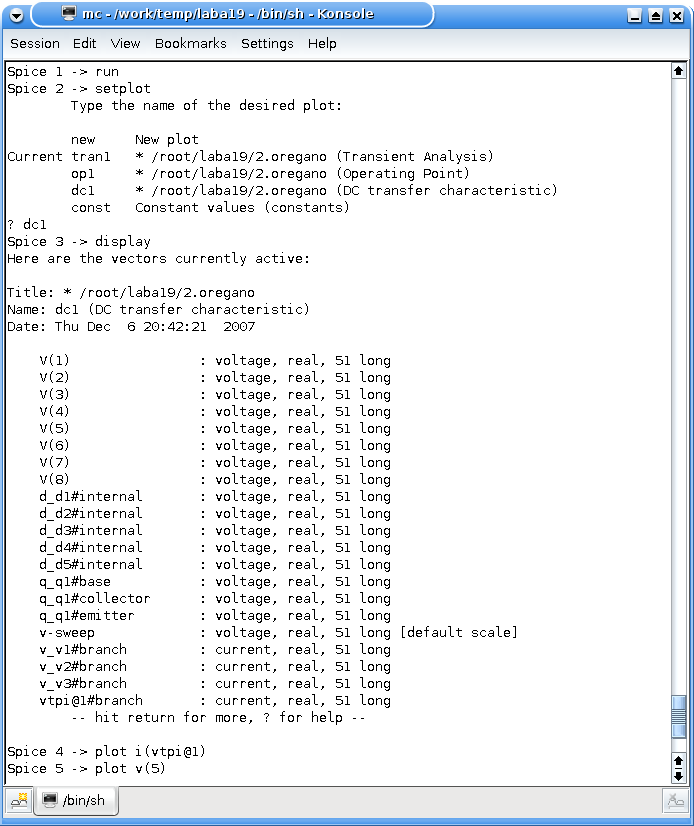 mc - /work/temp/laba19 - /bin/sh - Konsole
Session Edit View Bookmarks Settings Help
Spice 1 -> run
Spice 2 -> setplot
        Type the name of the desired plot:

        new     New plot
Current tran1   * /root/laba19/2.oregano (Transient Analysis)
        op1     * /root/laba19/2.oregano (Operating Point)
        dc1     * /root/laba19/2.oregano (DC transfer characteristic)
        const   Constant values (constants)
? dc1
Spice 3 -> display
Here are the vectors currently active:

Title: * /root/laba19/2.oregano
Name: dc1 (DC transfer characteristic)
Date: Thu Dec  6 20:42:21  2007

    V(1)                : voltage, real, 51 long
    V(2)                : voltage, real, 51 long
    V(3)                : voltage, real, 51 long
    V(4)                : voltage, real, 51 long
    V(5)                : voltage, real, 51 long
    V(6)                : voltage, real, 51 long
    V(7)                : voltage, real, 51 long
    V(8)                : voltage, real, 51 long
    d_d1#internal       : voltage, real, 51 long
    d_d2#internal       : voltage, real, 51 long
    d_d3#internal       : voltage, real, 51 long
    d_d4#internal       : voltage, real, 51 long
    d_d5#internal       : voltage, real, 51 long
    q_q1#base           : voltage, real, 51 long
    q_q1#collector      : voltage, real, 51 long
    q_q1#emitter        : voltage, real, 51 long
    v-sweep             : voltage, real, 51 long [default scale]
    v_v1#branch         : current, real, 51 long
    v_v2#branch         : current, real, 51 long
    v_v3#branch         : current, real, 51 long
    vtpi@1#branch       : current, real, 51 long
        -- hit return for more, ? for help --

Spice 4 -> plot i(vtpi@1)
Spice 5 -> plot v(5)
/bin/sh